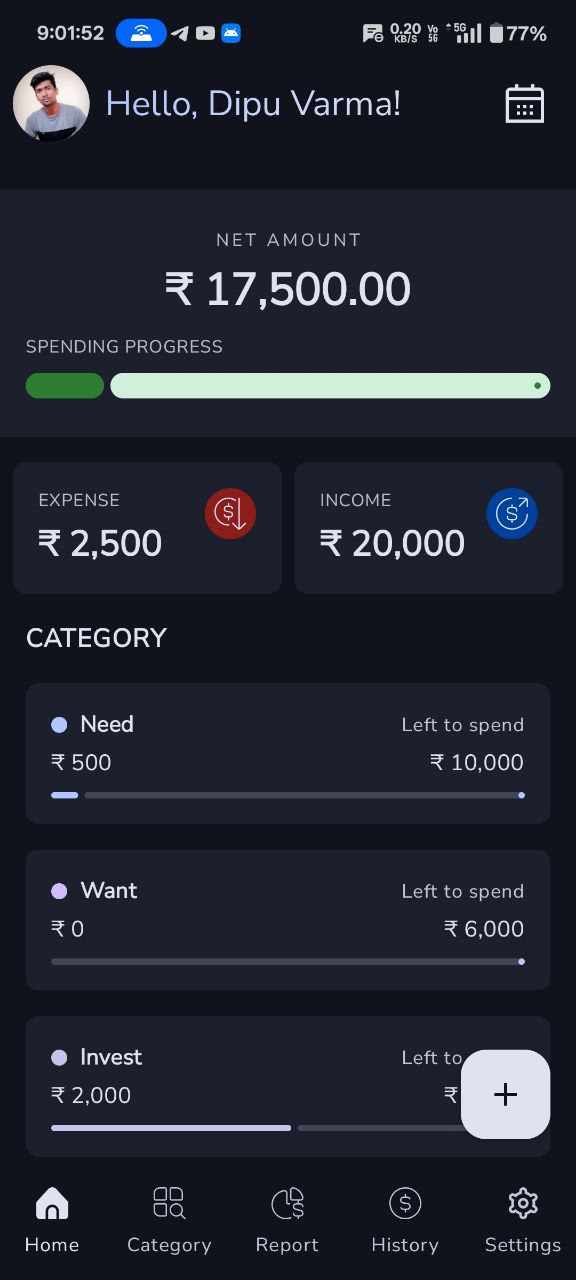 9:01:52
0.20 KB/S Vo 5G 5G 77%
Hello, Dipu Varma!
NET AMOUNT
₹ 17,500.00
SPENDING PROGRESS
EXPENSE
₹ 2,500
INCOME
₹ 20,000
CATEGORY
Need
Left to spend
₹ 500
₹ 10,000
Want
Left to spend
₹ 0
₹ 6,000
Invest
Left to
₹ 2,000
₹
+
Home
Category
Report
History
Settings